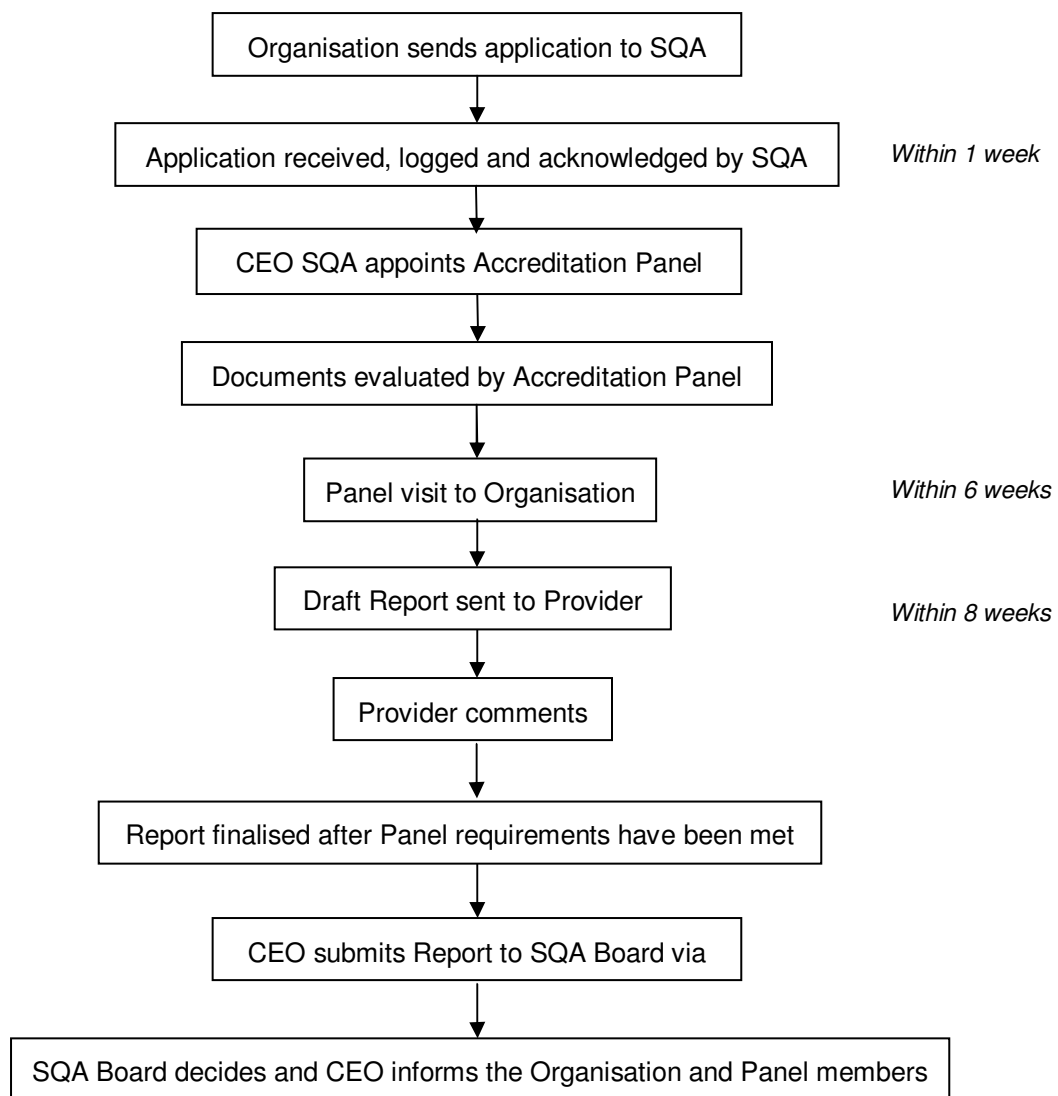 Organisation sends application to SQA
Application received, logged and acknowledged by SQA
Within 1 week
CEO SQA appoints Accreditation Panel
Documents evaluated by Accreditation Panel
Panel visit to Organisation
Within 6 weeks
Draft Report sent to Provider
Within 8 weeks
Provider comments
Report finalised after Panel requirements have been met
CEO submits Report to SQA Board via
SQA Board decides and CEO informs the Organisation and Panel members